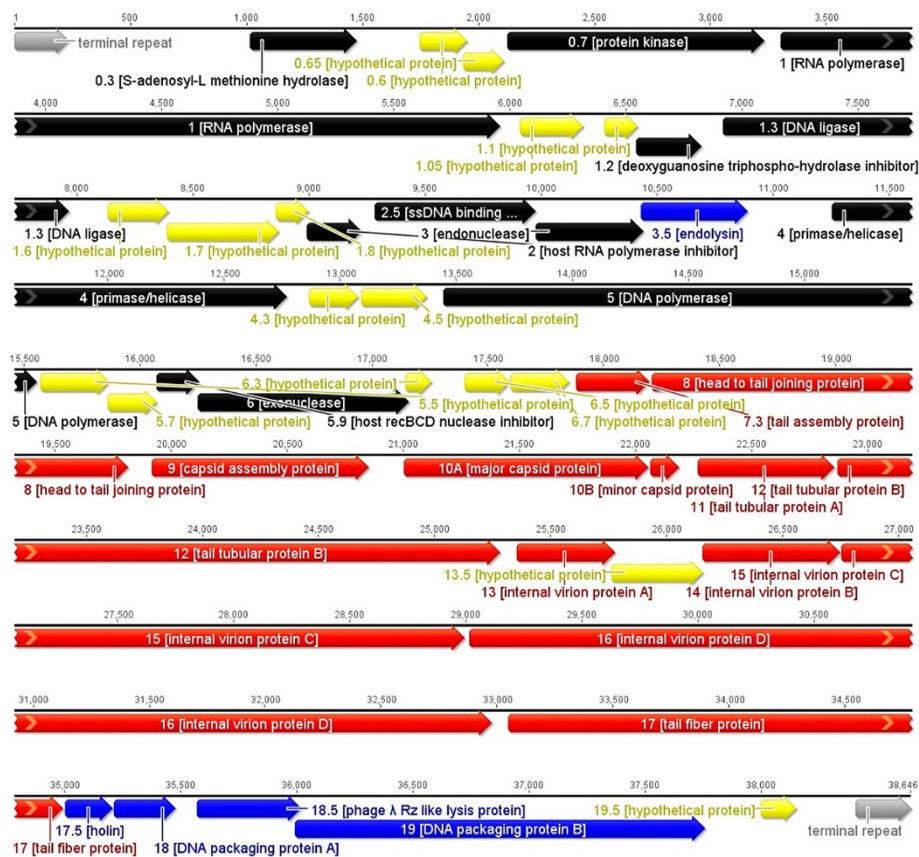 1 500 1,000 1,500 2,000 2,500 3,000 3,500
terminal repeat 0.7 [protein kinase]
0.65 [hypothetical protein] 1 [RNA polymerase]
0.3 [S-adenosyl-L methionine hydrolase] 0.6 [hypothetical protein]
4,000 4,500 5,000 5,500 6,000 6,500 7,000 7,500
1 [RNA polymerase]
1.1 [hypothetical protein] 1.3 [DNA ligase]
1.05 [hypothetical protein] 1.2 [deoxyguanosine triphospho-hydrolase inhibitor]
8,000 8,500 9,000 9,500 10,000 10,500 11,000 11,500
2.5 [ssDNA binding ...
1.3 [DNA ligase] 3 [endonuclease] 3.5 [endolysin] 4 [primase/helicase]
1.6 [hypothetical protein] 1.7 [hypothetical protein] 1.8 [hypothetical protein] 2 [host RNA polymerase inhibitor]
12,000 12,500 13,000 13,500 14,000 14,500 15,000
4 [primase/helicase] 5 [DNA polymerase]
4.3 [hypothetical protein] 4.5 [hypothetical protein]
15,500 16,000 16,500 17,000 17,500 18,000 18,500 19,000
6.3 [hypothetical protein] 8 [head to tail joining protein]
6 [exonuclease] 5.5 [hypothetical protein] 6.5 [hypothetical protein]
5 [DNA polymerase] 5.7 [hypothetical protein] 5.9 [host recBCD nuclease inhibitor] 6.7 [hypothetical protein] 7.3 [tail assembly protein]
19,500 20,000 20,500 21,000 21,500 22,000 22,500 23,000
9 [capsid assembly protein] 10A [major capsid protein]
8 [head to tail joining protein] 10B [minor capsid protein] 12 [tail tubular protein B]
11 [tail tubular protein A]
23,500 24,000 24,500 25,000 25,500 26,000 26,500 27,000
12 [tail tubular protein B]
13.5 [hypothetical protein] 15 [internal virion protein C]
13 [internal virion protein A] 14 [internal virion protein B]
27,500 28,000 28,500 29,000 29,500 30,000 30,500
15 [internal virion protein C] 16 [internal virion protein D]
31,000 31,500 32,000 32,500 33,000 33,500 34,000 34,500
16 [internal virion protein D] 17 [tail fiber protein]
35,000 35,500 36,000 36,500 37,000 37,500 38,000 38,646
18.5 [phage λ Rz like lysis protein] 19.5 [hypothetical protein]
17.5 [holin] 19 [DNA packaging protein B] terminal repeat
17 [tail fiber protein] 18 [DNA packaging protein A]